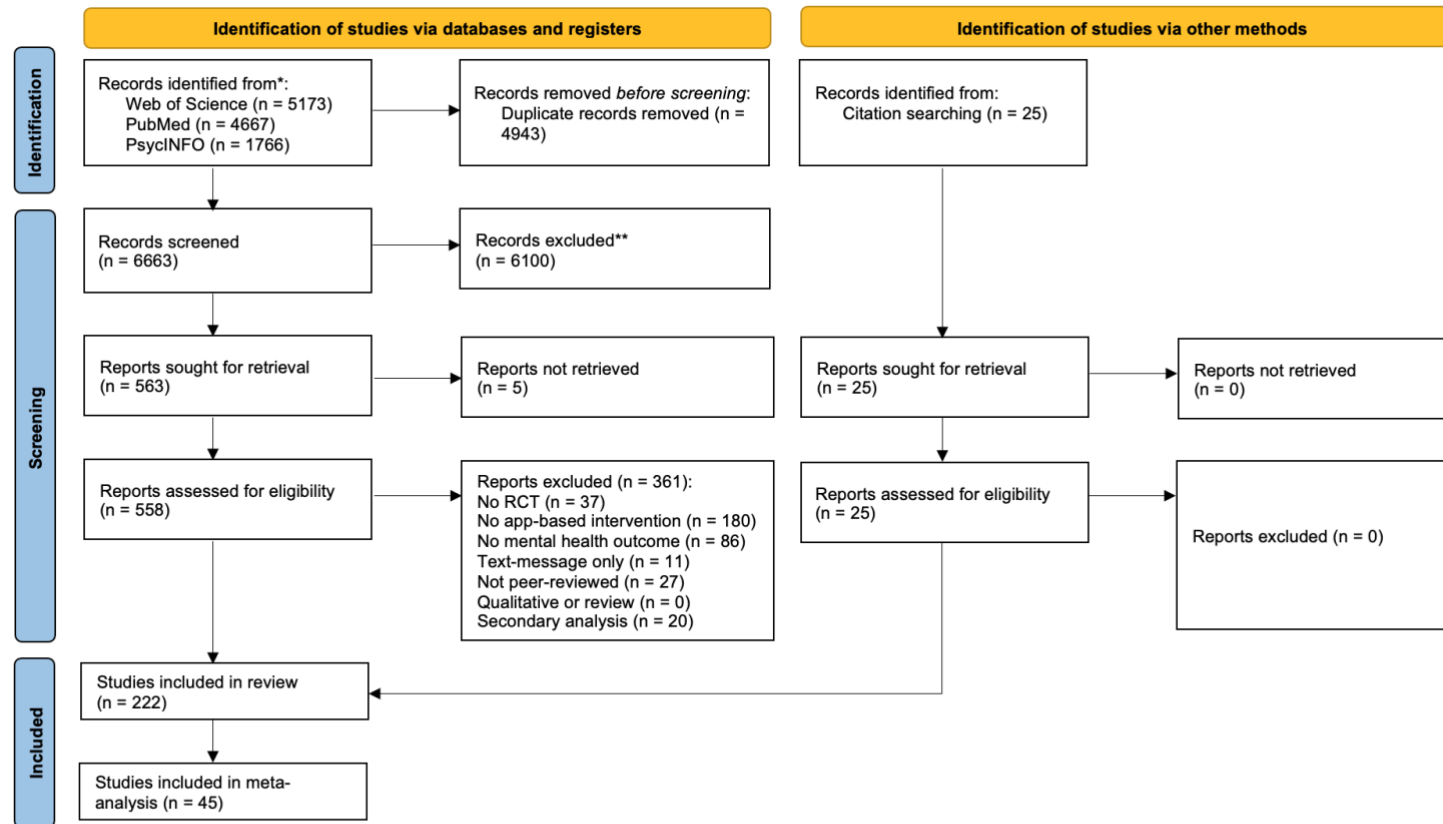 Identification of studies via databases and registers
Identification of studies via other methods
Identification
Records identified from*:
Web of Science (n = 5173)
PubMed (n = 4667)
PsycINFO (n = 1766)
Records removed before screening:
Duplicate records removed (n =
4943)
Records identified from:
Citation searching (n = 25)
Screening
Records screened
(n = 6663)
Records excluded**
(n = 6100)
Reports sought for retrieval
(n = 563)
Reports not retrieved
(n = 5)
Reports sought for retrieval
(n = 25)
Reports not retrieved
(n = 0)
Reports assessed for eligibility
(n = 558)
Reports excluded (n = 361):
No RCT (n = 37)
No app-based intervention (n = 180)
No mental health outcome (n = 86)
Text-message only (n = 11)
Not peer-reviewed (n = 27)
Qualitative or review (n = 0)
Secondary analysis (n = 20)
Reports assessed for eligibility
(n = 25)
Reports excluded (n = 0)
Included
Studies included in review
(n = 222)
Studies included in meta-
analysis (n = 45)